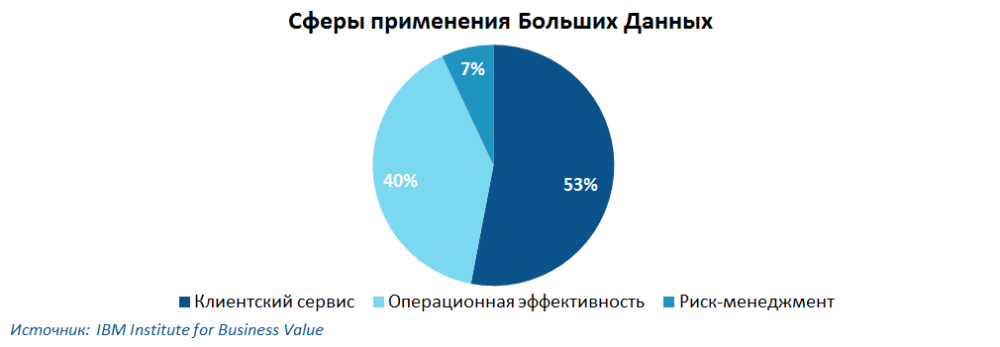 Сферы применения Больших Данных
7%
40%
53%
Клиентский сервис Операционная эффективность Риск-менеджмент
Источник: IBM Institute for Business Value